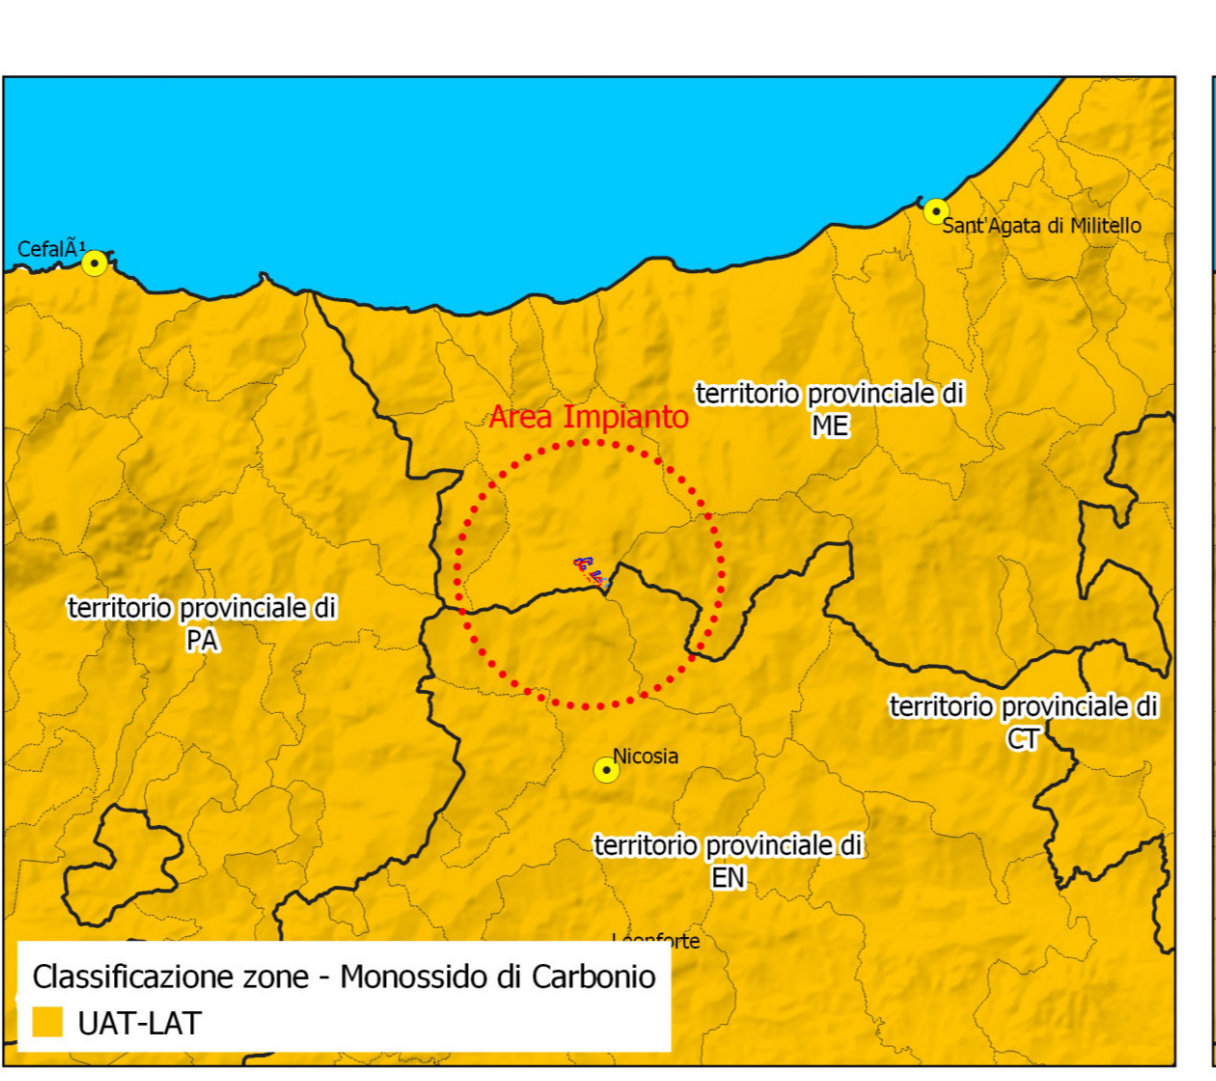 CefalÃ¹
Sant'Agata di Militello
territorio provinciale di
ME
Area Impianto
territorio provinciale di
PA
territorio provinciale di
CT
Nicosia
territorio provinciale di
EN
Leonforte
Classificazione zone - Monossido di Carbonio
UAT-LAT